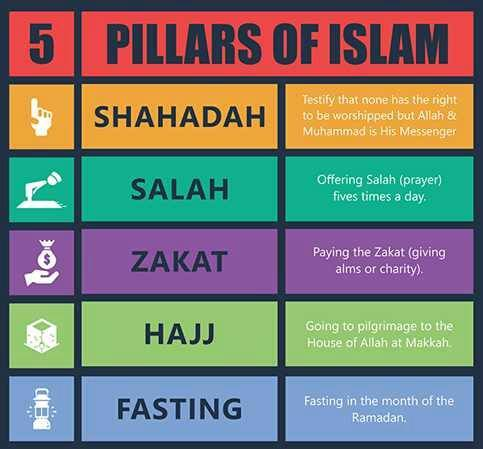 5 PILLARS OF ISLAM
SHAHADAH
Testify that none has the right
to be worshipped but Allah &
Muhammad is His Messenger
SALAH
Offering Salah (prayer)
fives times a day.
ZAKAT
$
Paying the Zakat (giving
alms or charity).
HAJJ
Going to pilgrimage to the
House of Allah at Makkah.
FASTING
Fasting in the month of the
Ramadan.